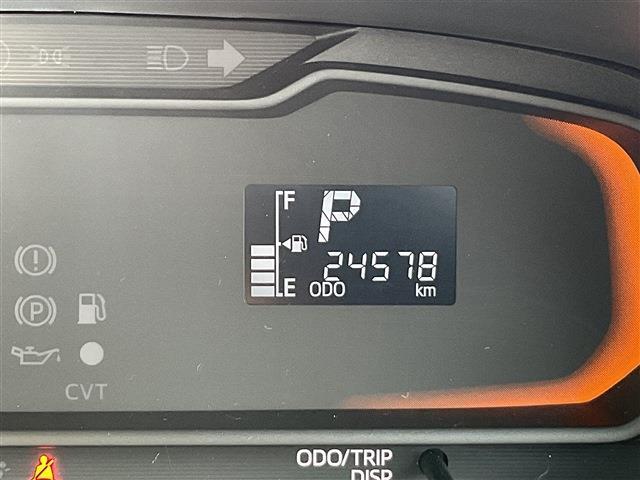 F
P
24578
E ODO km
P
CVT
ODO/TRIP
DISP